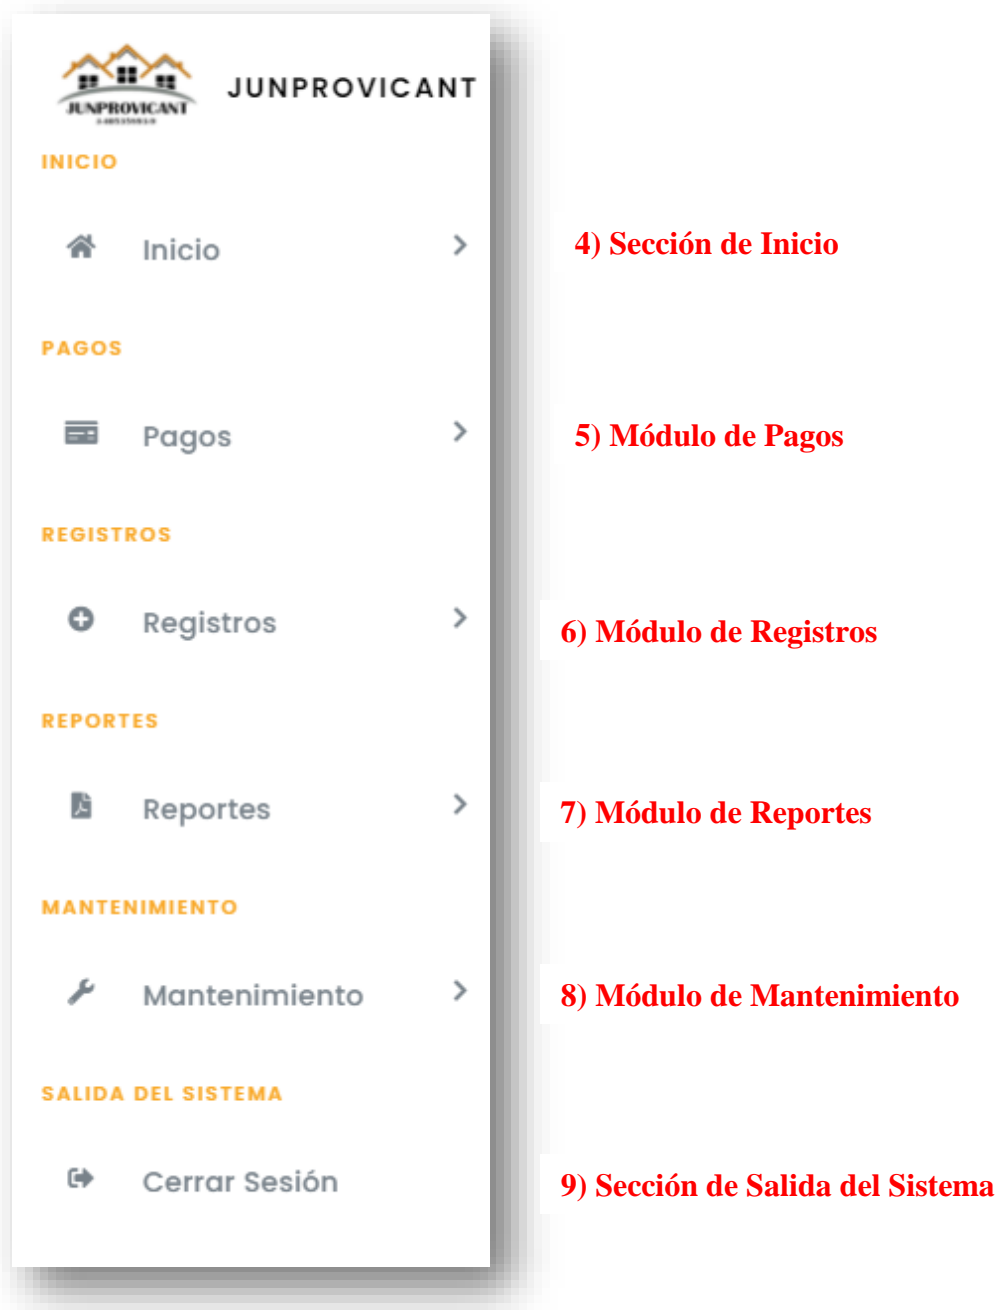 JUNPROVICANT
JUNPROVICANT
INICIO
Inicio
4) Sección de Inicio
PAGOS
Pagos
5) Módulo de Pagos
REGISTROS
Registros
6) Módulo de Registros
REPORTES
Reportes
7) Módulo de Reportes
MANTENIMIENTO
Mantenimiento
8) Módulo de Mantenimiento
SALIDA DEL SISTEMA
Cerrar Sesión
9) Sección de Salida del Sistema